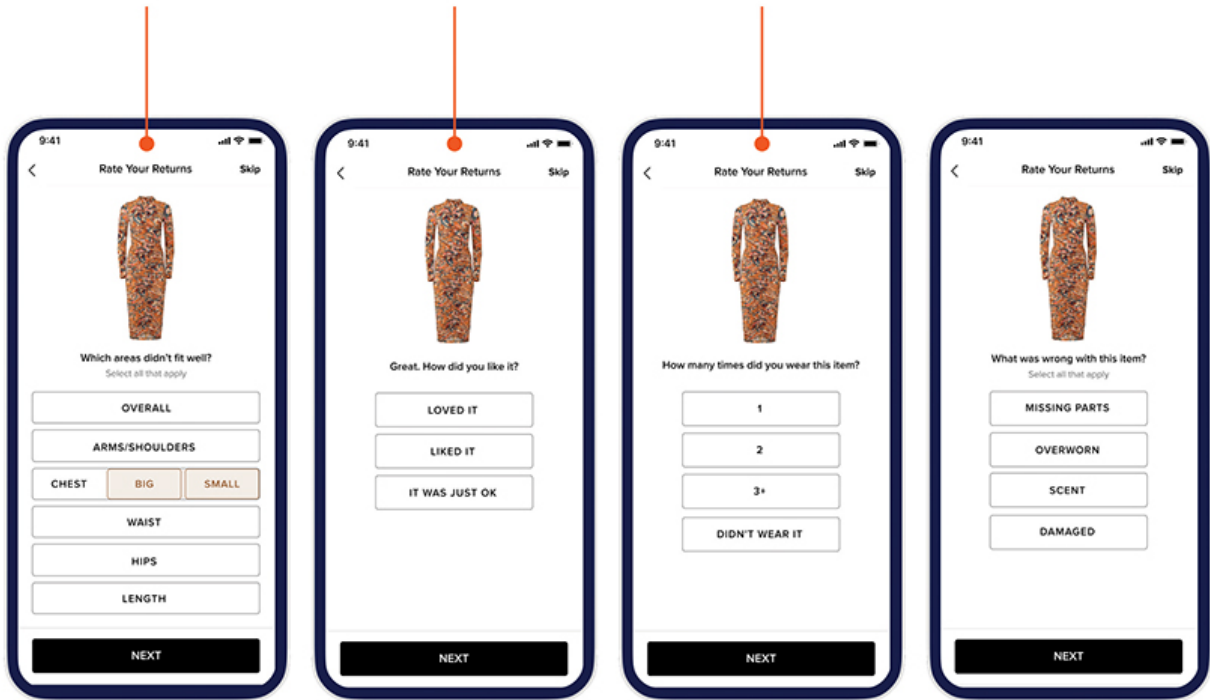 9:41
Rate Your Returns
Skip
Which areas didn't fit well?
Select all that apply
OVERALL
ARMS/SHOULDERS
CHEST BIG SMALL
WAIST
HIPS
LENGTH
NEXT
9:41
Rate Your Returns
Skip
Great. How did you like it?
LOVED IT
LIKED IT
IT WAS JUST OK
NEXT
9:41
Rate Your Returns
Skip
How many times did you wear this item?
1
2
3+
DIDN'T WEAR IT
NEXT
9:41
Rate Your Returns
Skip
What was wrong with this item?
Select all that apply
MISSING PARTS
OVERWORN
SCENT
DAMAGED
NEXT